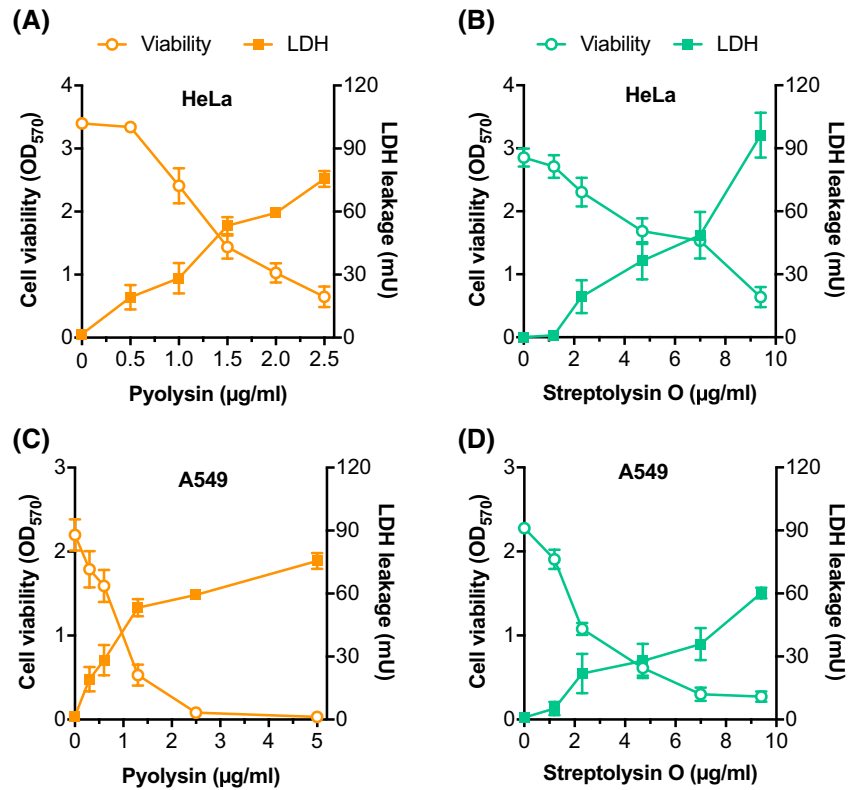 (A)
Viability LDH
HeLa
Cell viability (OD570)
LDH leakage (mU)
4
3
2
1
0
120
90
60
30
0
0 0.5 1.0 1.5 2.0 2.5
Pyolysin (µg/ml)
(B)
Viability LDH
HeLa
Cell viability (OD570)
LDH leakage (mU)
4
3
2
1
0
120
90
60
30
0
0 2 4 6 8 10
Streptolysin O (µg/ml)
(C)
A549
Cell viability (OD570)
LDH leakage (mU)
3
2
1
0
120
90
60
30
0
0 1 2 3 4 5
Pyolysin (µg/ml)
(D)
A549
Cell viability (OD570)
LDH leakage (mU)
3
2
1
0
120
90
60
30
0
0 2 4 6 8 10
Streptolysin O (µg/ml)